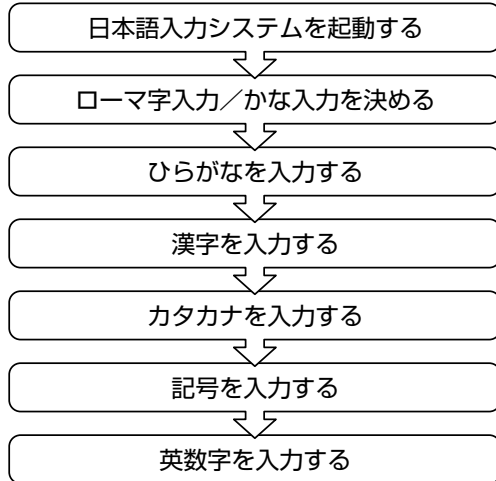 日本語入力システムを起動する
ローマ字入力／かな入力を決める
ひらがなを入力する
漢字を入力する
カタカナを入力する
記号を入力する
英数字を入力する